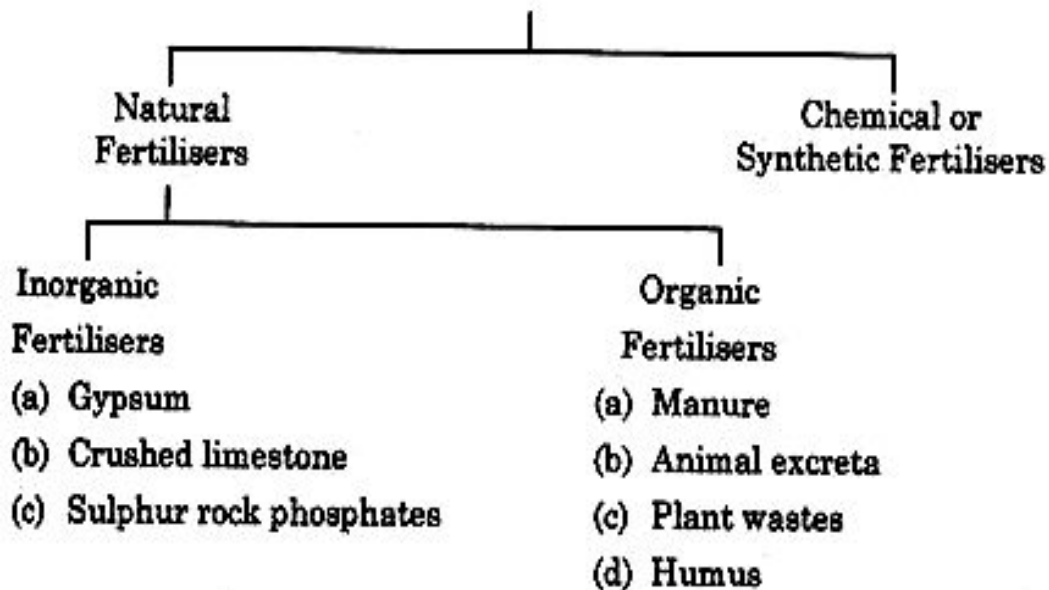 Natural
Fertilisers
Chemical or
Synthetic Fertilisers
Inorganic
Fertilisers
(a) Gypsum
(b) Crushed limestone
(c) Sulphur rock phosphates
Organic
Fertilisers
(a) Manure
(b) Animal excreta
(c) Plant wastes
(d) Humus